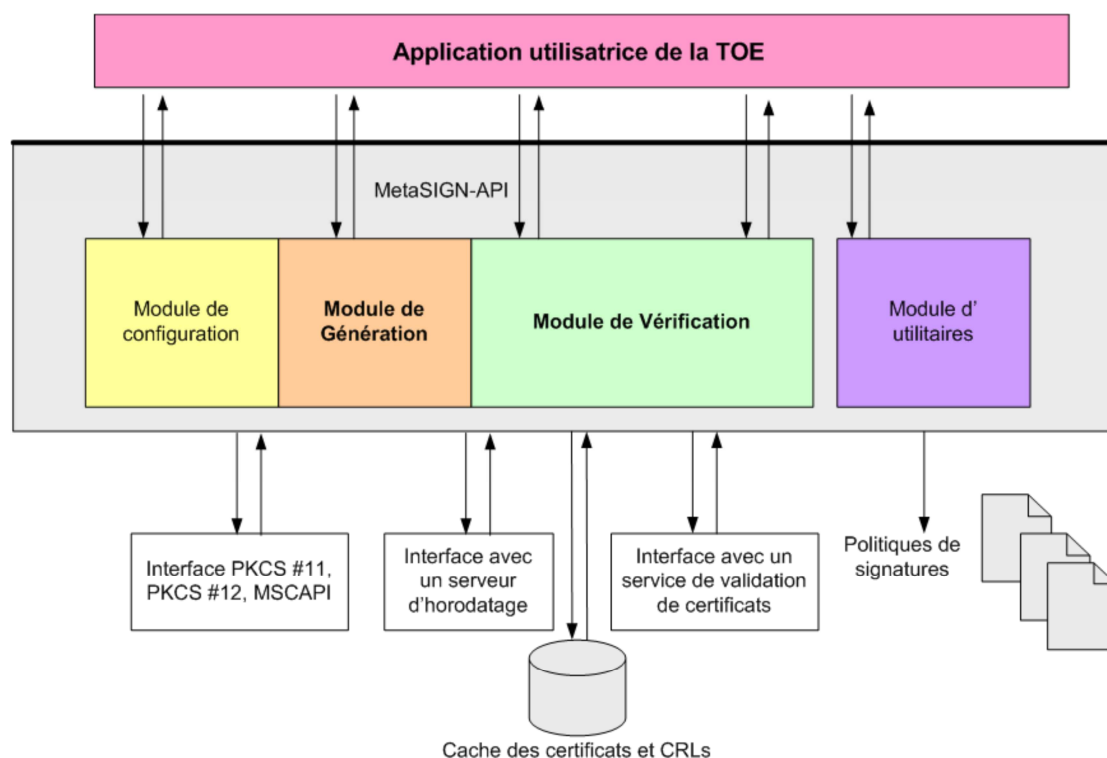 Application utilisatrice de la TOE
MetaSIGN-API
Module de
configuration
Module de
Génération
Module de Vérification
Module d'
utilitaires
Interface PKCS #11,
PKCS #12, MSCAPI
Interface avec
un serveur
d'horodatage
Interface avec un
service de validation
de certificats
Politiques de
signatures
Cache des certificats et CRLs